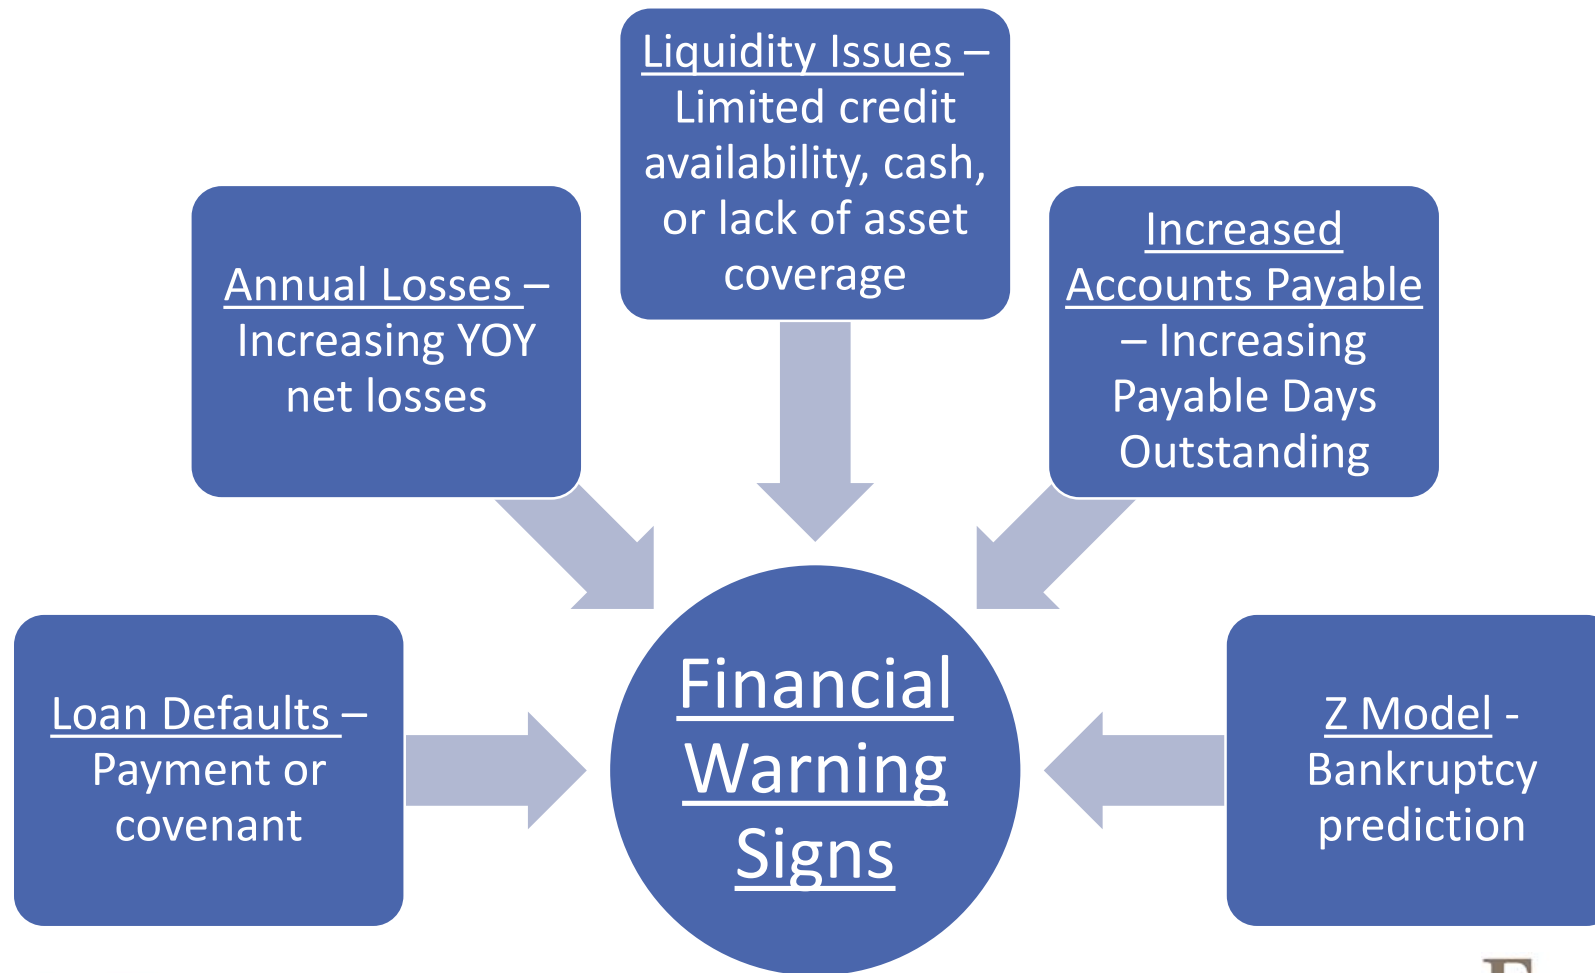 Liquidity Issues –
Limited credit
availability, cash,
or lack of asset
coverage
Annual Losses –
Increasing YOY
net losses
Increased
Accounts Payable
– Increasing
Payable Days
Outstanding
Loan Defaults –
Payment or
covenant
Financial
Warning
Signs
Z Model -
Bankruptcy
prediction